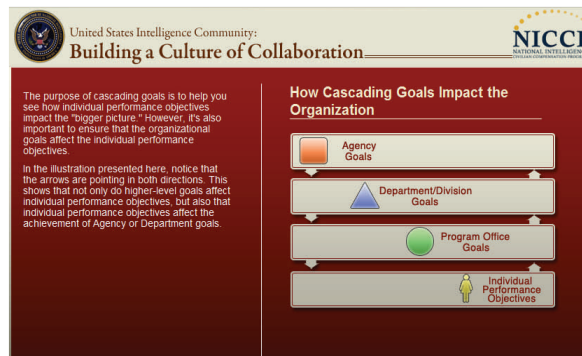 United States Intelligence Community:
Building a Culture of Collaboration
NICCP
NATIONAL INTELLIGENCE
CIVILIAN COMPENSATION PROGRAM
The purpose of cascading goals is to help you
see how individual performance objectives
impact the "bigger picture." However, it's also
important to ensure that the organizational
goals affect the individual performance
objectives.
In the illustration presented here, notice that
the arrows are pointing in both directions. This
shows that not only do higher-level goals affect
individual performance objectives, but also that
individual performance objectives affect the
achievement of Agency or Department goals.
How Cascading Goals Impact the
Organization
Agency
Goals
Department/Division
Goals
Program Office
Goals
Individual
Performance
Objectives